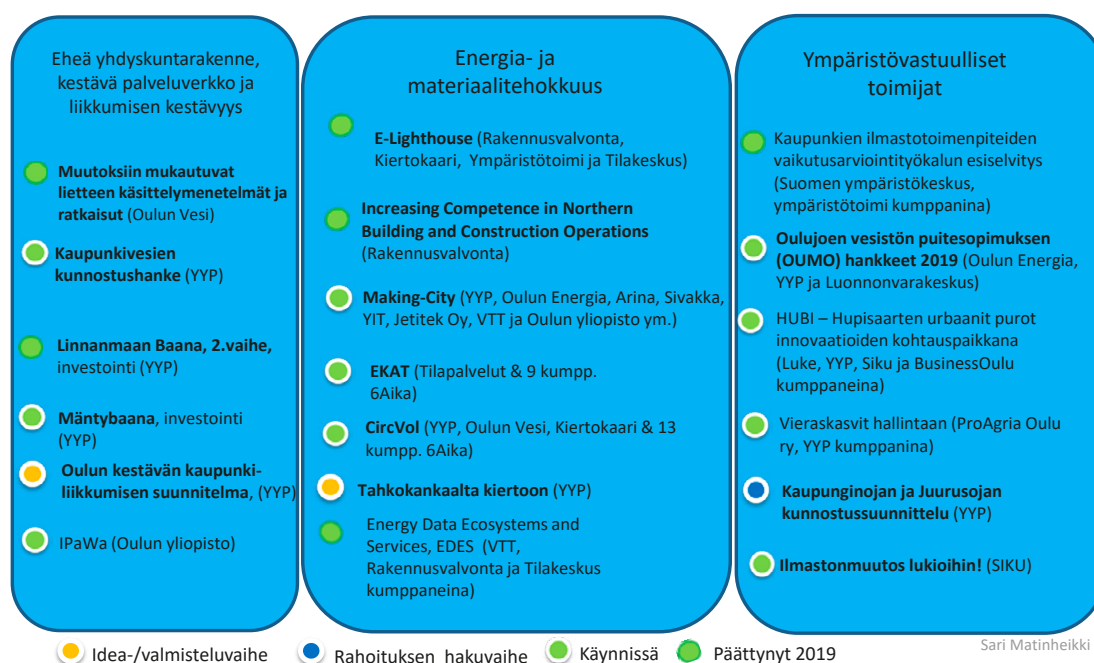 Eheä yhdyskuntarakenne,
kestävä palveluverkko ja
liikkumisen kestävyys
Muutoksiin mukautuvat
lietteen käsittelymenetelmät ja
ratkaisut (Oulun Vesi)
Kaupunkivesien
kunnostushanke (YYP)
Linnanmaan Baana, 2.vaihe,
investointi (YYP)
Mäntybaana, investointi
(YYP)
Oulun kestävän kaupunki-
liikkumisen suunnitelma, (YYP)
IPaWa (Oulun yliopisto)
Energia- ja
materiaalitehokkuus
E-Lighthouse (Rakennusvalvonta,
Kiertokaari, Ympäristötoimi ja Tilakeskus)
Increasing Competence in Northern
Building and Construction Operations
(Rakennusvalvonta)
Making-City (YYP, Oulun Energia, Arina, Sivakka,
YIT, Jetitek Oy, VTT ja Oulun yliopisto ym.)
EKAT (Tilapalvelut & 9 kumpp.
6Aika)
CircVol (YYP, Oulun Vesi, Kiertokaari & 13
kumpp. 6Aika)
Tahkokankaalta kiertoon (YYP)
Energy Data Ecosystems and
Services, EDES (VTT,
Rakennusvalvonta ja Tilakeskus
kumppaneina)
Ympäristövastuulliset
toimijat
Kaupunkien ilmastotoimenpiteiden
vaikutusarviointityökalun esiselvitys
(Suomen ympäristökeskus,
ympäristötoimi kumppanina)
Oulujoen vesistön puitesopimuksen
(OUMO) hankkeet 2019 (Oulun Energia,
YYP ja Luonnonvarakeskus)
HUBI – Hupisaarten urbaanit purot
innovaatioiden kohtauspaikkana
(Luke, YYP, Siku ja BusinessOulu
kumppaneina)
Vieraskasvit hallintaan (ProAgria Oulu
ry, YYP kumppanina)
Kaupunginojan ja Juurusojan
kunnostussuunnittelu (YYP)
Ilmastonmuutos lukioihin! (SIKU)
Idea-/valmisteluvaihe
Rahoituksen hakuvaihe
Käynnissä
Päättynyt 2019
Sari Matinheikki